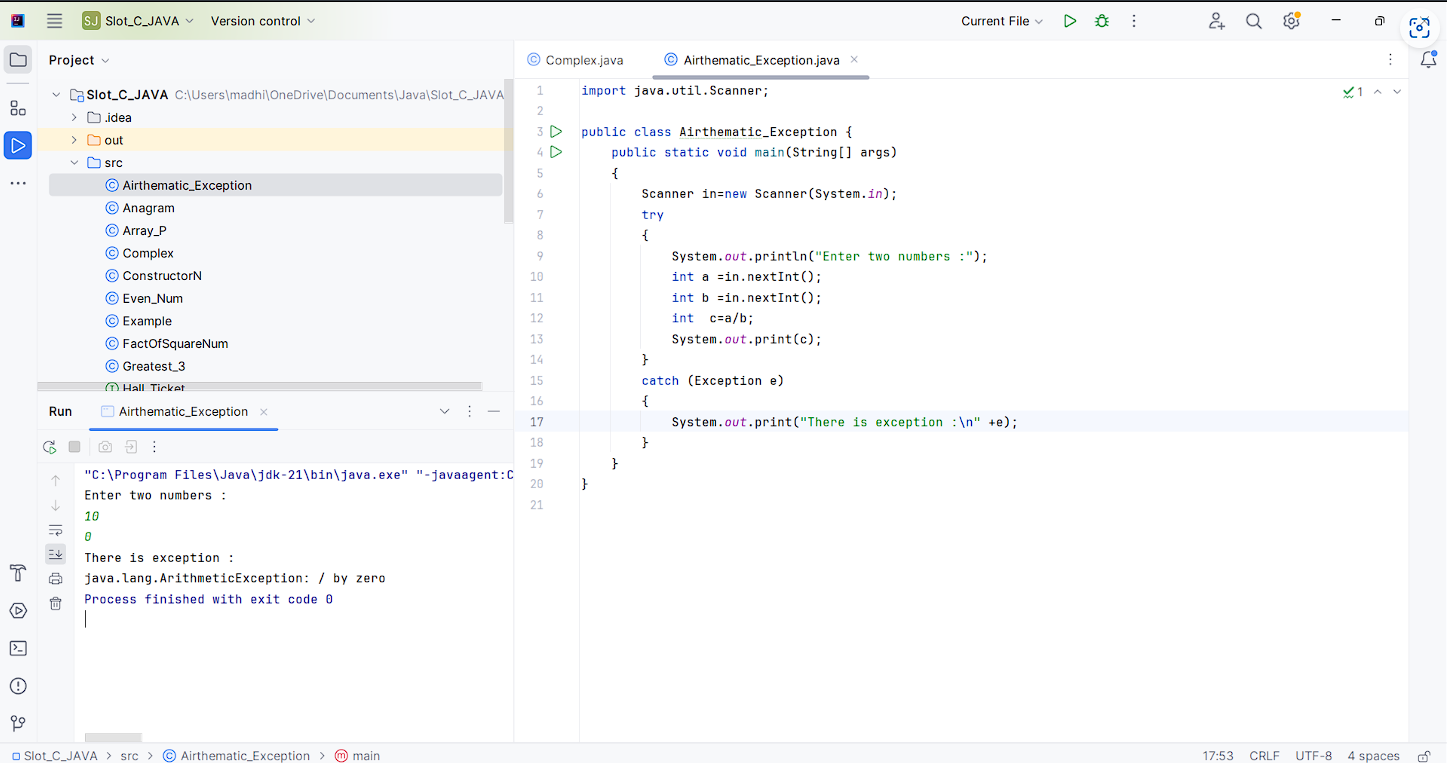 SJ Slot_C_JAVA Version control Current File
Project
Slot_C_JAVA C:\Users\madhi\OneDrive\Documents\Java\Slot_C_JAVA
.idea
out
src
Airthematic_Exception
Anagram
Array_P
Complex
ConstructorN
Even_Num
Example
FactOfSquareNum
Greatest_3
Hall_Ticket
Run Airthematic_Exception
"C:\Program Files\Java\jdk-21\bin\java.exe" "-javaagent:C
Enter two numbers :
10
0
There is exception :
java.lang.ArithmeticException: / by zero
Process finished with exit code 0
Complex.java Airthematic_Exception.java
1 import java.util.Scanner;
2
3 public class Airthematic_Exception {
4 public static void main(String[] args)
5 {
6 Scanner in=new Scanner(System.in);
7 try
8 {
9 System.out.println("Enter two numbers :");
10 int a =in.nextInt();
11 int b =in.nextInt();
12 int  c=a/b;
13 System.out.print(c);
14 }
15 catch (Exception e)
16 {
17 System.out.print("There is exception :\n" +e);
18 }
19 }
20 }
21
1
Slot_C_JAVA > src > Airthematic_Exception > m main 17:53 CRLF UTF-8 4 spaces